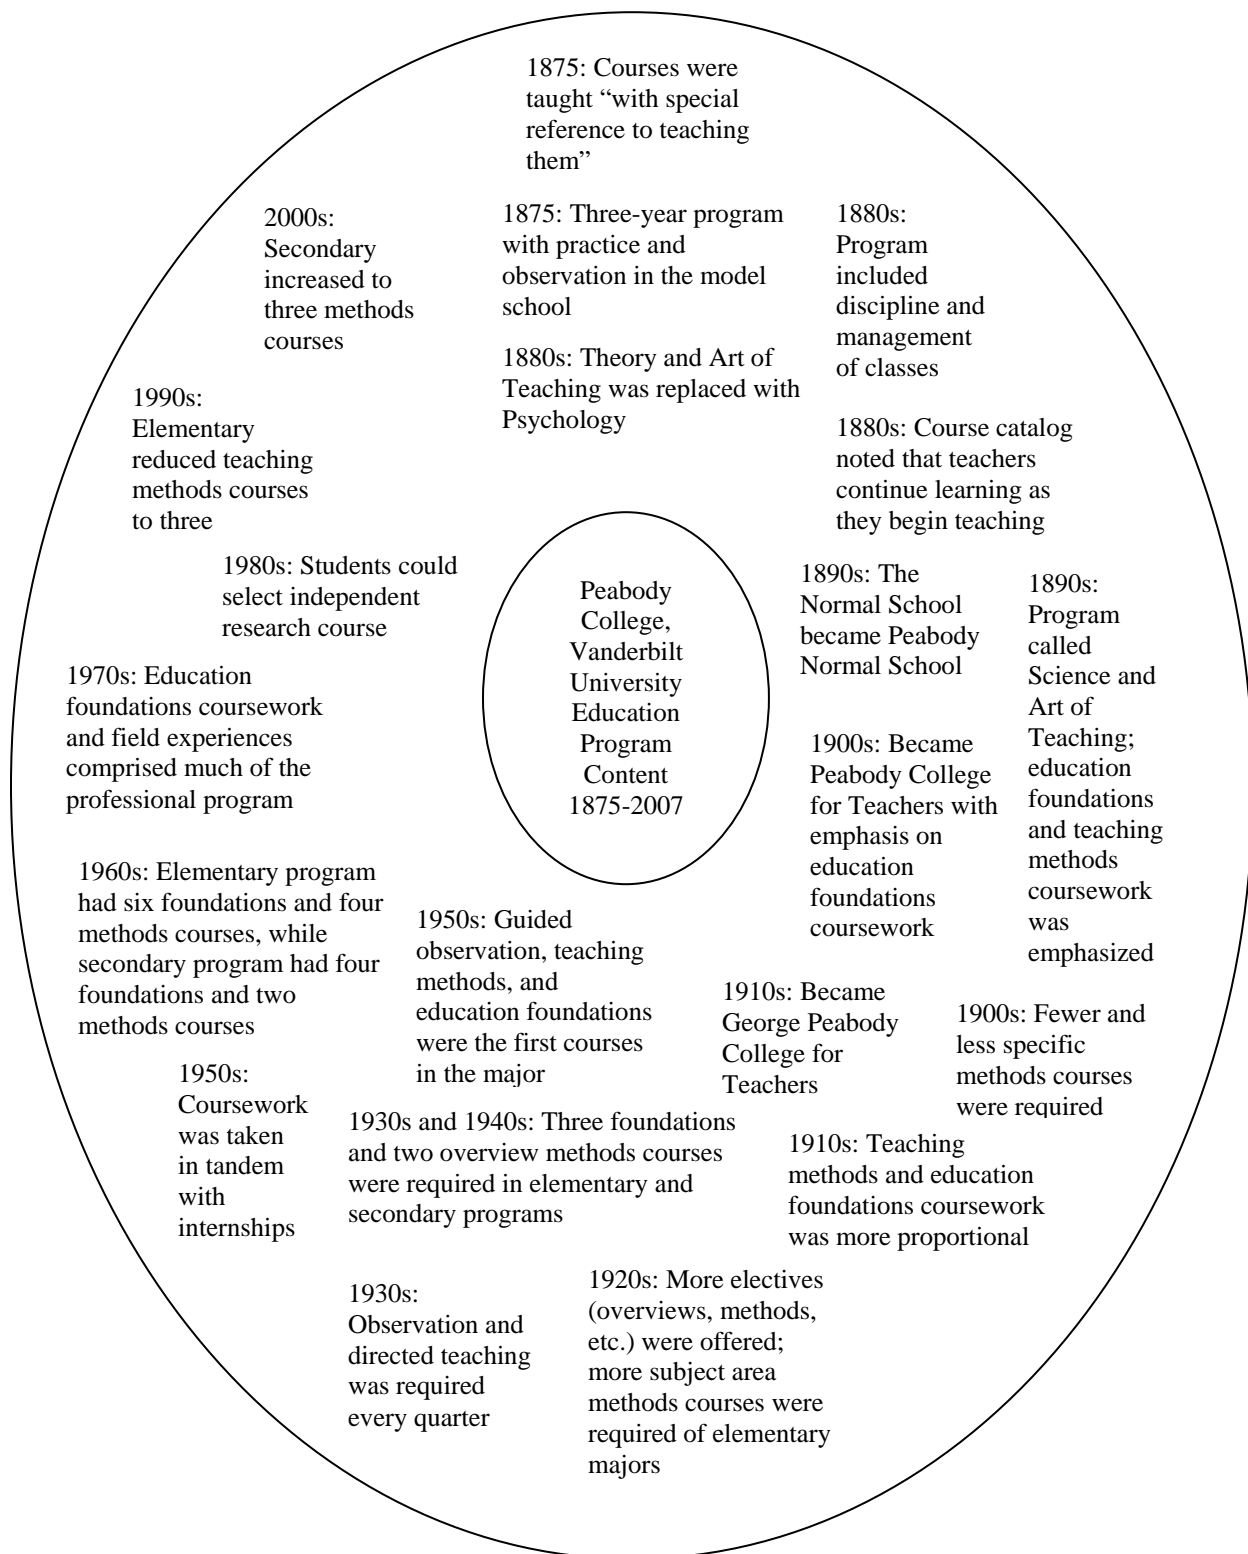 1875: Courses were
taught “with special
reference to teaching
them”
2000s:
Secondary
increased to
three methods
courses
1875: Three-year program
with practice and
observation in the model
school
1880s:
Program
included
discipline and
management
of classes
1880s: Theory and Art of
Teaching was replaced with
Psychology
1990s:
Elementary
reduced teaching
methods courses
to three
1880s: Course catalog
noted that teachers
continue learning as
they begin teaching
1980s: Students could
select independent
research course
Peabody
College,
Vanderbilt
University
Education
Program
Content
1875-2007
1890s: The
Normal School
became Peabody
Normal School
1890s:
Program
called
Science and
Art of
Teaching;
education
foundations
and teaching
methods
coursework
was
emphasized
1970s: Education
foundations coursework
and field experiences
comprised much of the
professional program
1900s: Became
Peabody College
for Teachers with
emphasis on
education
foundations
coursework
1960s: Elementary program
had six foundations and four
methods courses, while
secondary program had four
foundations and two
methods courses
1950s: Guided
observation, teaching
methods, and
education foundations
were the first courses
in the major
1910s: Became
George Peabody
College for
Teachers
1900s: Fewer and
less specific
methods courses
were required
1950s:
Coursework
was taken
in tandem
with
internships
1930s and 1940s: Three foundations
and two overview methods courses
were required in elementary and
secondary programs
1910s: Teaching
methods and education
foundations coursework
was more proportional
1930s:
Observation and
directed teaching
was required
every quarter
1920s: More electives
(overviews, methods,
etc.) were offered;
more subject area
methods courses were
required of elementary
majors